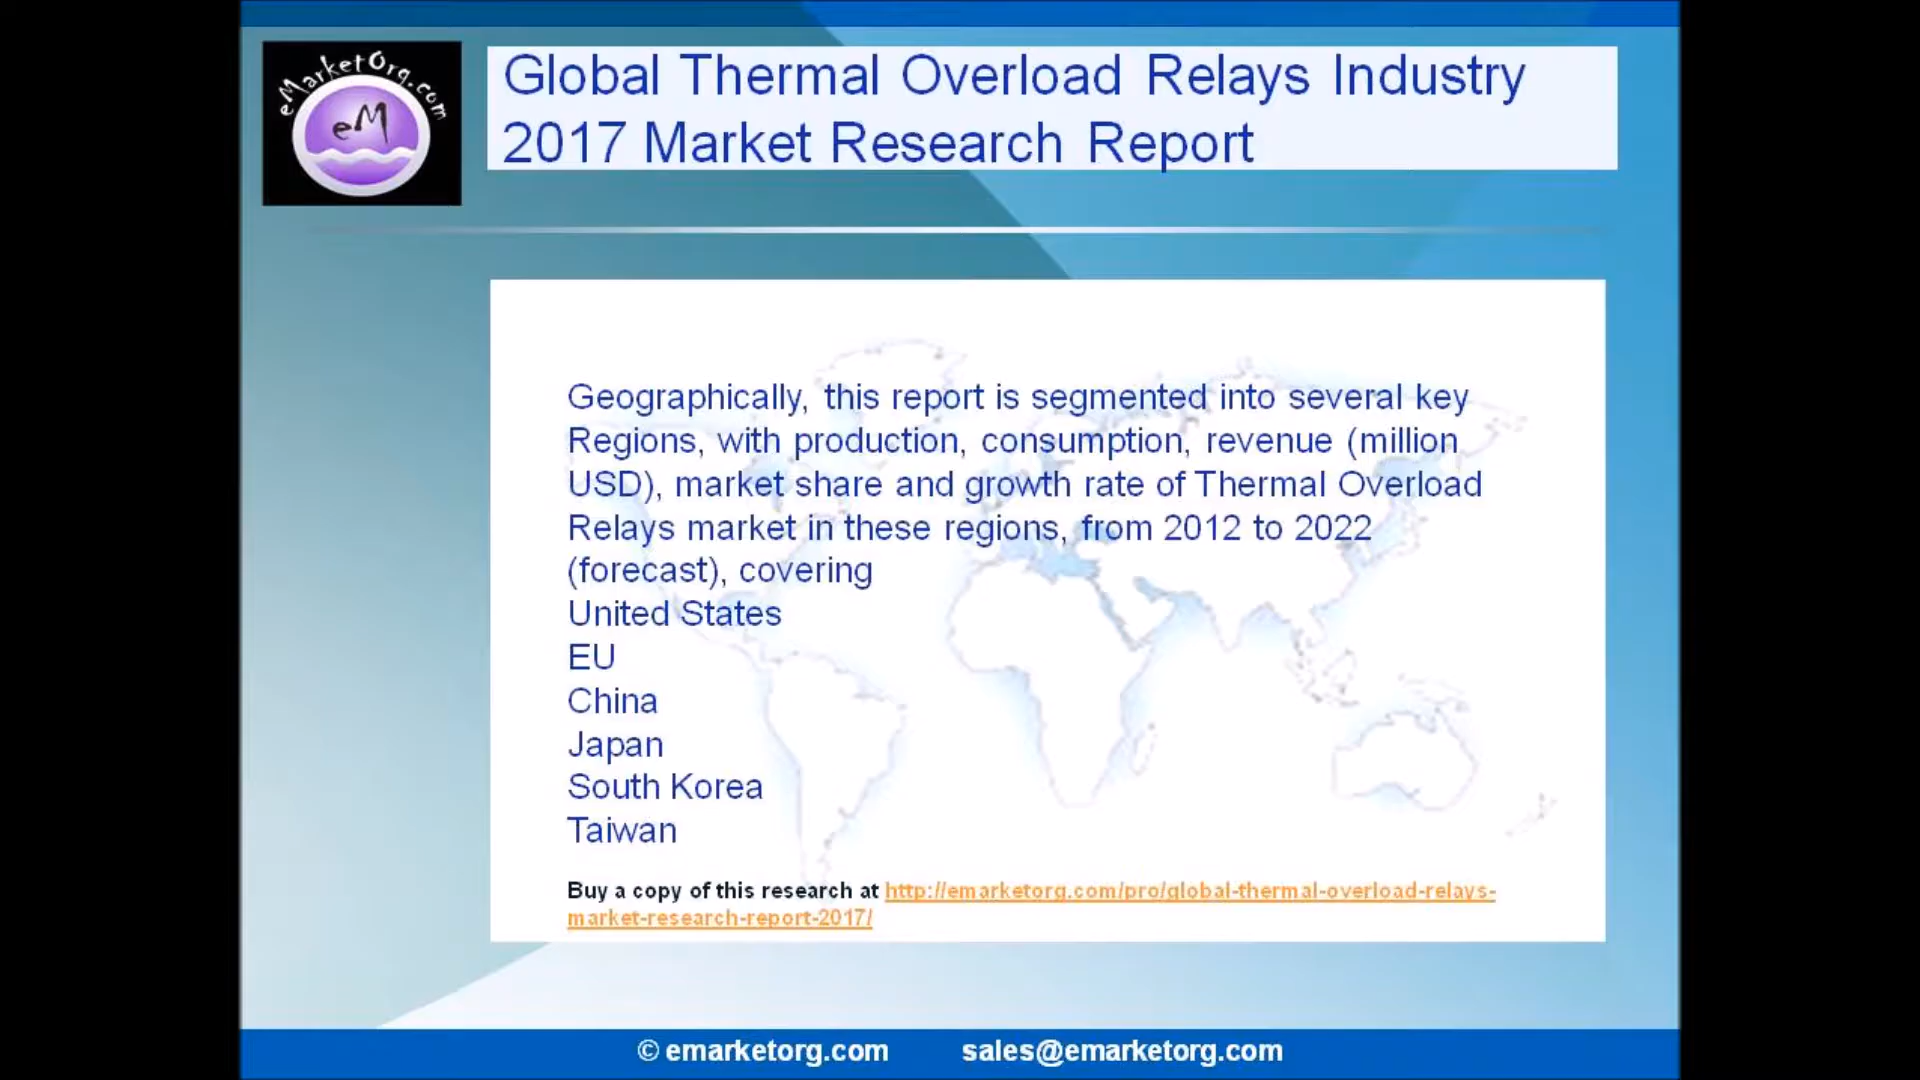 eMarketOrg.com
eM
Global Thermal Overload Relays Industry
2017 Market Research Report
Geographically, this report is segmented into several key
Regions, with production, consumption, revenue (million
USD), market share and growth rate of Thermal Overload
Relays market in these regions, from 2012 to 2022
(forecast), covering
United States
EU
China
Japan
South Korea
Taiwan
Buy a copy of this research at http://emarketorg.com/pro/global-thermal-overload-relays-
market-research-report-2017/
© emarketorg.com sales@emarketorg.com